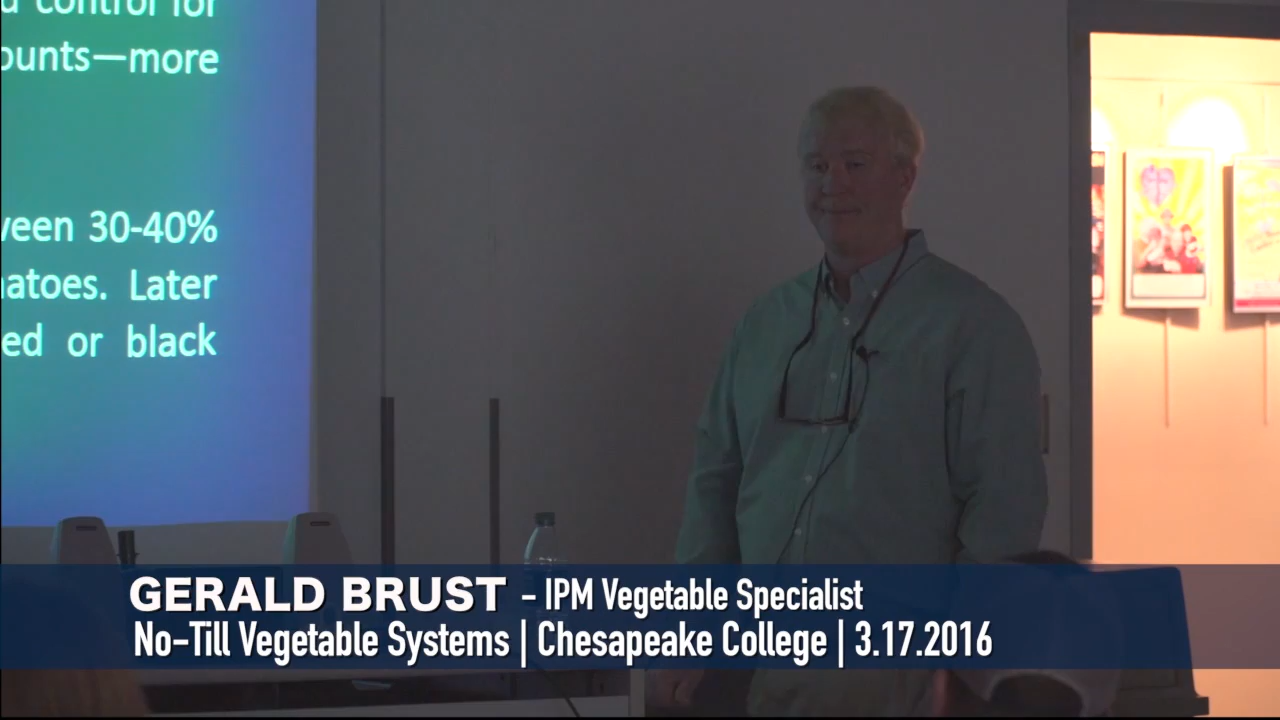 control for
ounts—more
veen 30-40%
atoes. Later
ed or black
GERALD BRUST – IPM Vegetable Specialist
No-Till Vegetable Systems | Chesapeake College | 3.17.2016